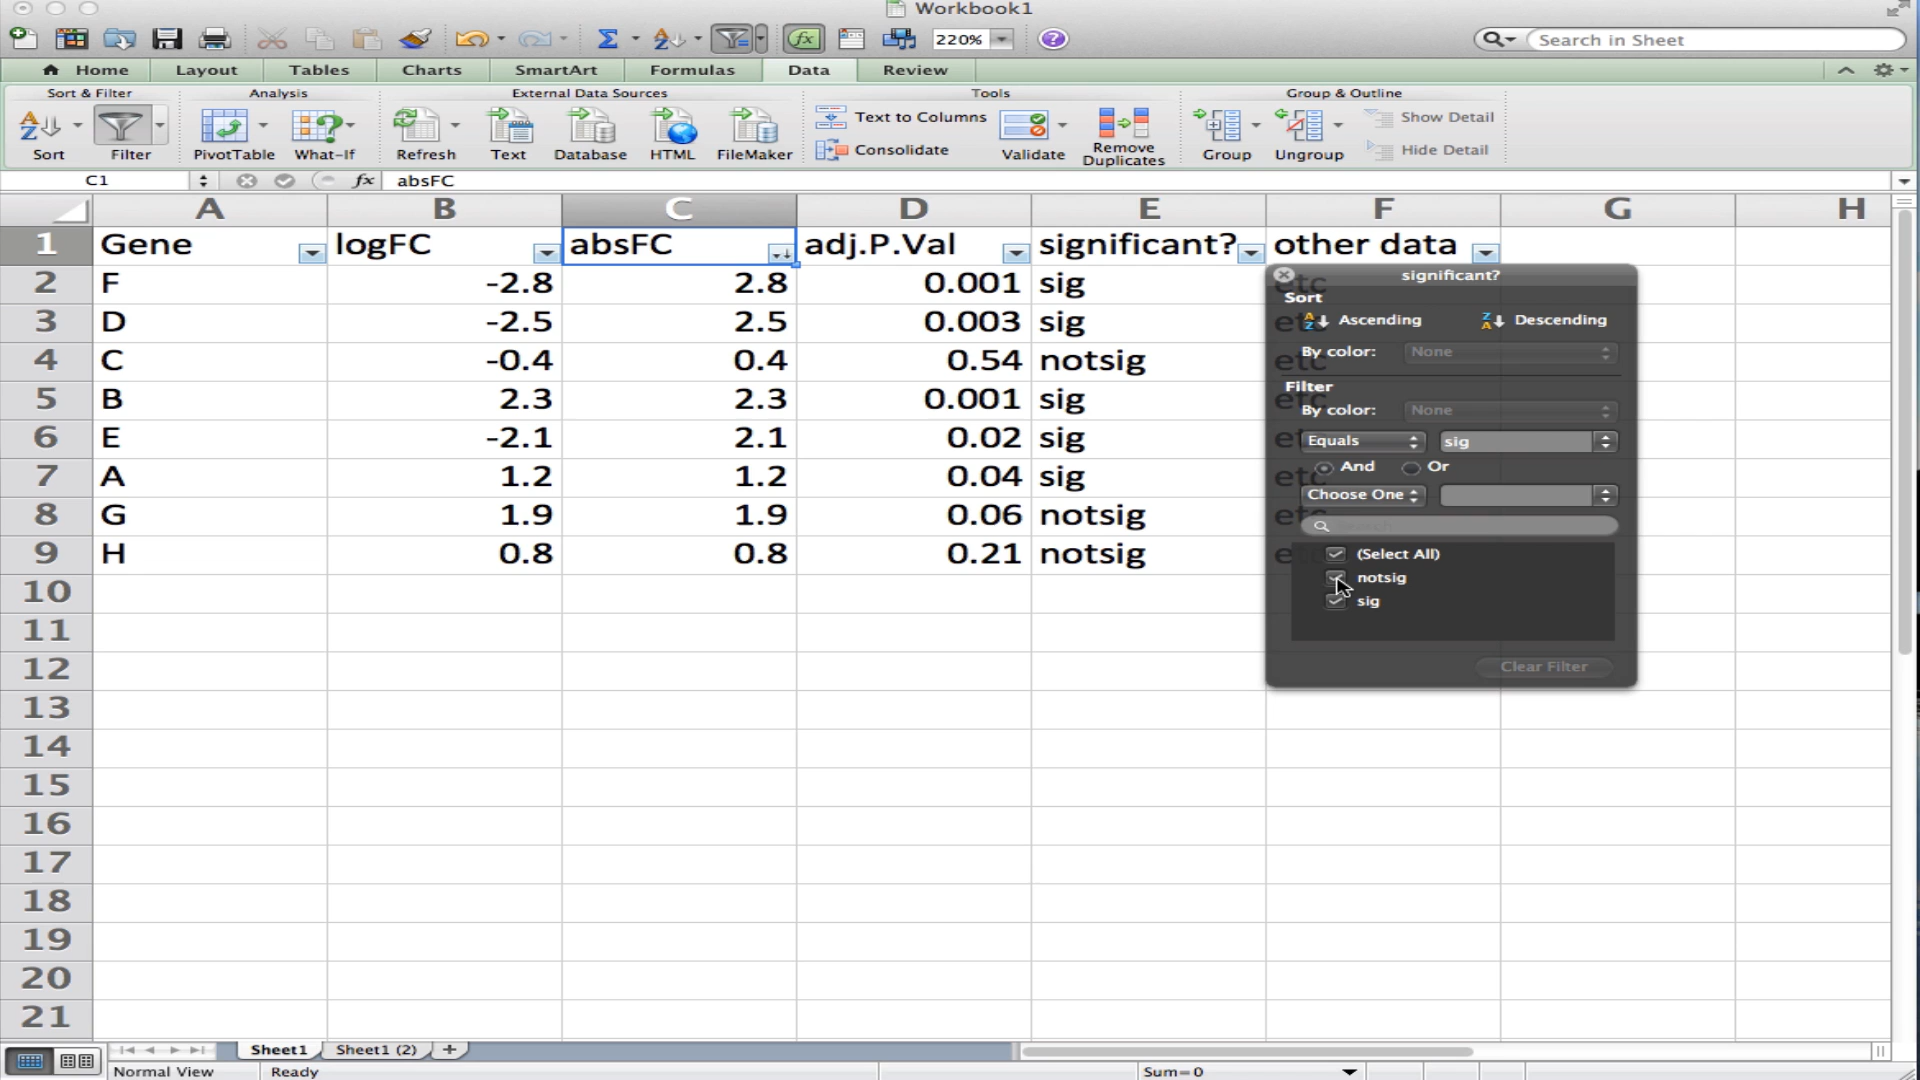 Workbook1
220%
Search in Sheet
Home Layout Tables Charts SmartArt Formulas Data Review
Sort & Filter Analysis External Data Sources Tools Group & Outline
Sort Filter PivotTable What-If Refresh Text Database HTML FileMaker Text to Columns Consolidate Validate Remove Duplicates Group Ungroup Show Detail Hide Detail
C1 fx absFC
A B C D E F G H
1 Gene logFC absFC adj.P.Val significant? other data
2 F -2.8 2.8 0.001 sig etc
3 D -2.5 2.5 0.003 sig etc
4 C -0.4 0.4 0.54 notsig etc
5 B 2.3 2.3 0.001 sig etc
6 E -2.1 2.1 0.02 sig
7 A 1.2 1.2 0.04 sig etc
8 G 1.9 1.9 0.06 notsig etc
9 H 0.8 0.8 0.21 notsig
10
11
12
13
14
15
16
17
18
19
20
21
significant?
Sort
Ascending Descending
By color: None
Filter
By color: None
Equals sig
And Or
Choose One
(Select All)
notsig
sig
Clear Filter
Sheet1 Sheet1 (2)
Normal View Ready Sum=0